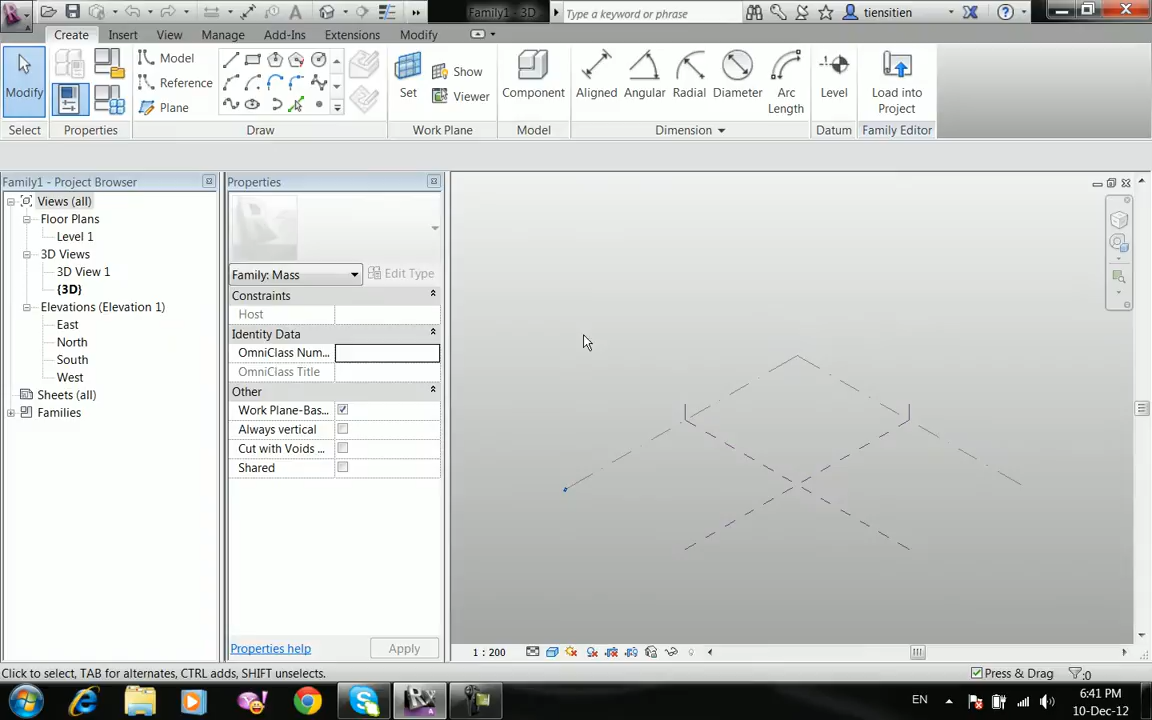 Family1 - 3D
Type a keyword or phrase
tiensitien
Create
Insert
View
Manage
Add-Ins
Extensions
Modify
Modify
Model
Reference
Plane
Set
Show
Viewer
Component
Aligned
Angular
Radial
Diameter
Arc
Length
Level
Load into
Project
Select
Properties
Draw
Work Plane
Model
Dimension
Datum
Family Editor
Family1 - Project Browser
Views (all)
Floor Plans
Level 1
3D Views
3D View 1
{3D}
Elevations (Elevation 1)
East
North
South
West
Sheets (all)
Families
Properties
Family: Mass
Edit Type
Constraints
Host
Identity Data
OmniClass Num...
OmniClass Title
Other
Work Plane-Bas...
Always vertical
Cut with Voids ...
Shared
Properties help
Apply
1 : 200
Click to select, TAB for alternates, CTRL adds, SHIFT unselects.
Press & Drag
:0
EN
6:41 PM
10-Dec-12